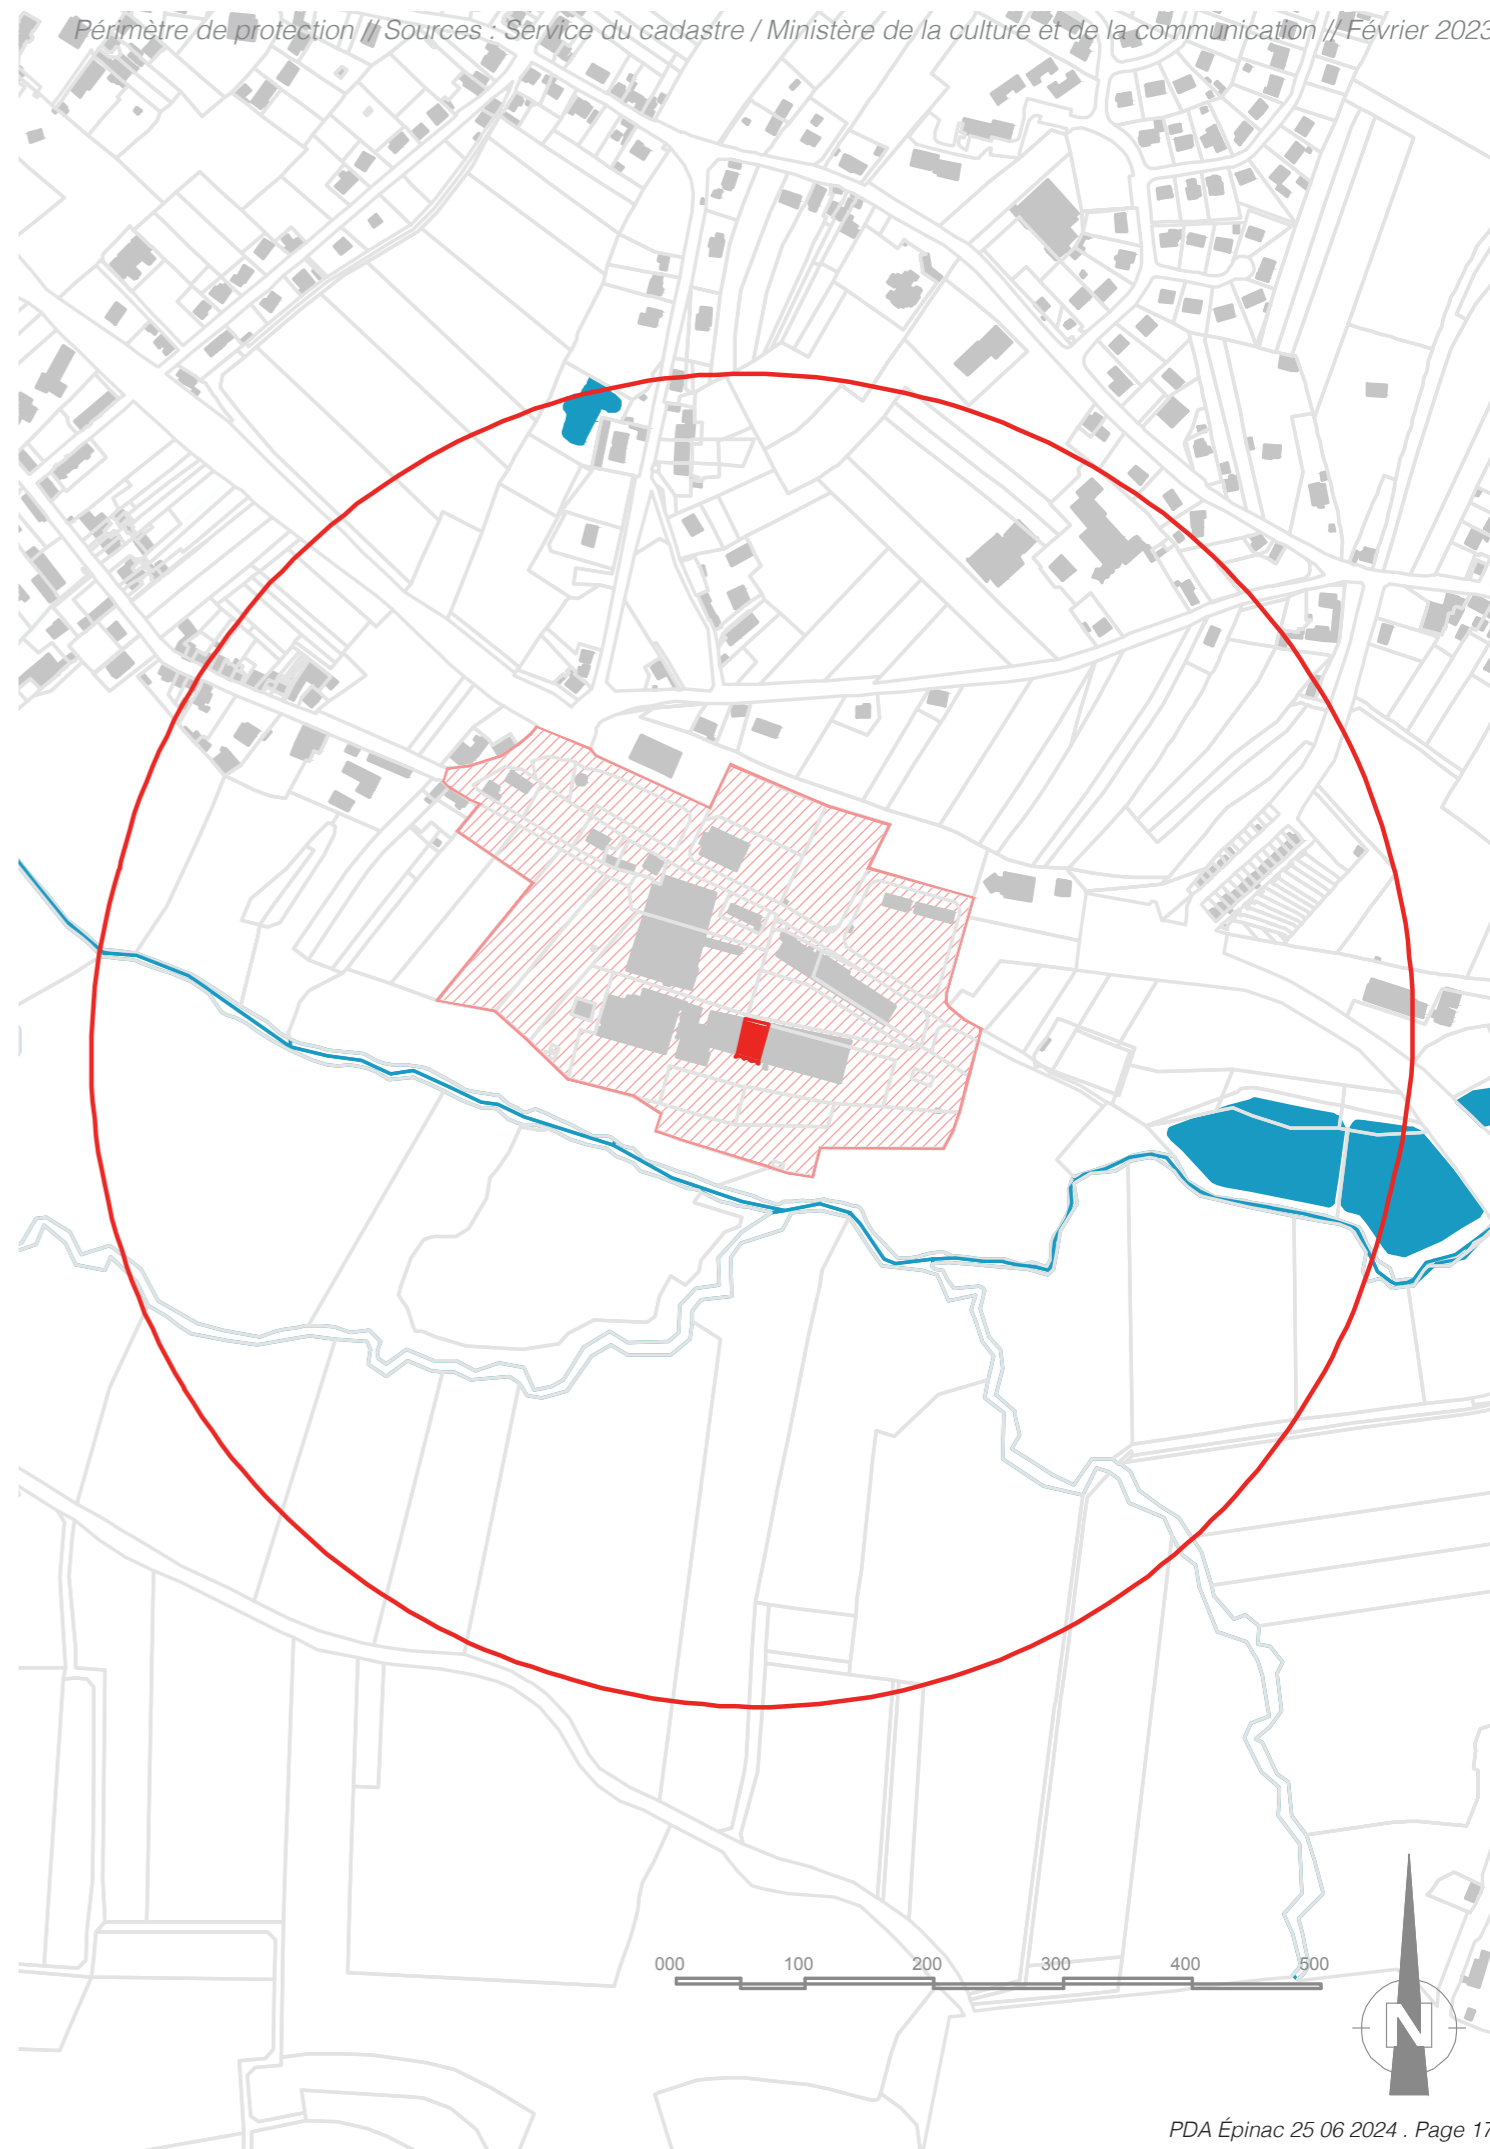 Périmètre de protection // Sources : Service du cadastre / Ministère de la culture et de la communication // Février 2023
000 100 200 300 400 500
N
PDA Épinac 25 06 2024 . Page 17